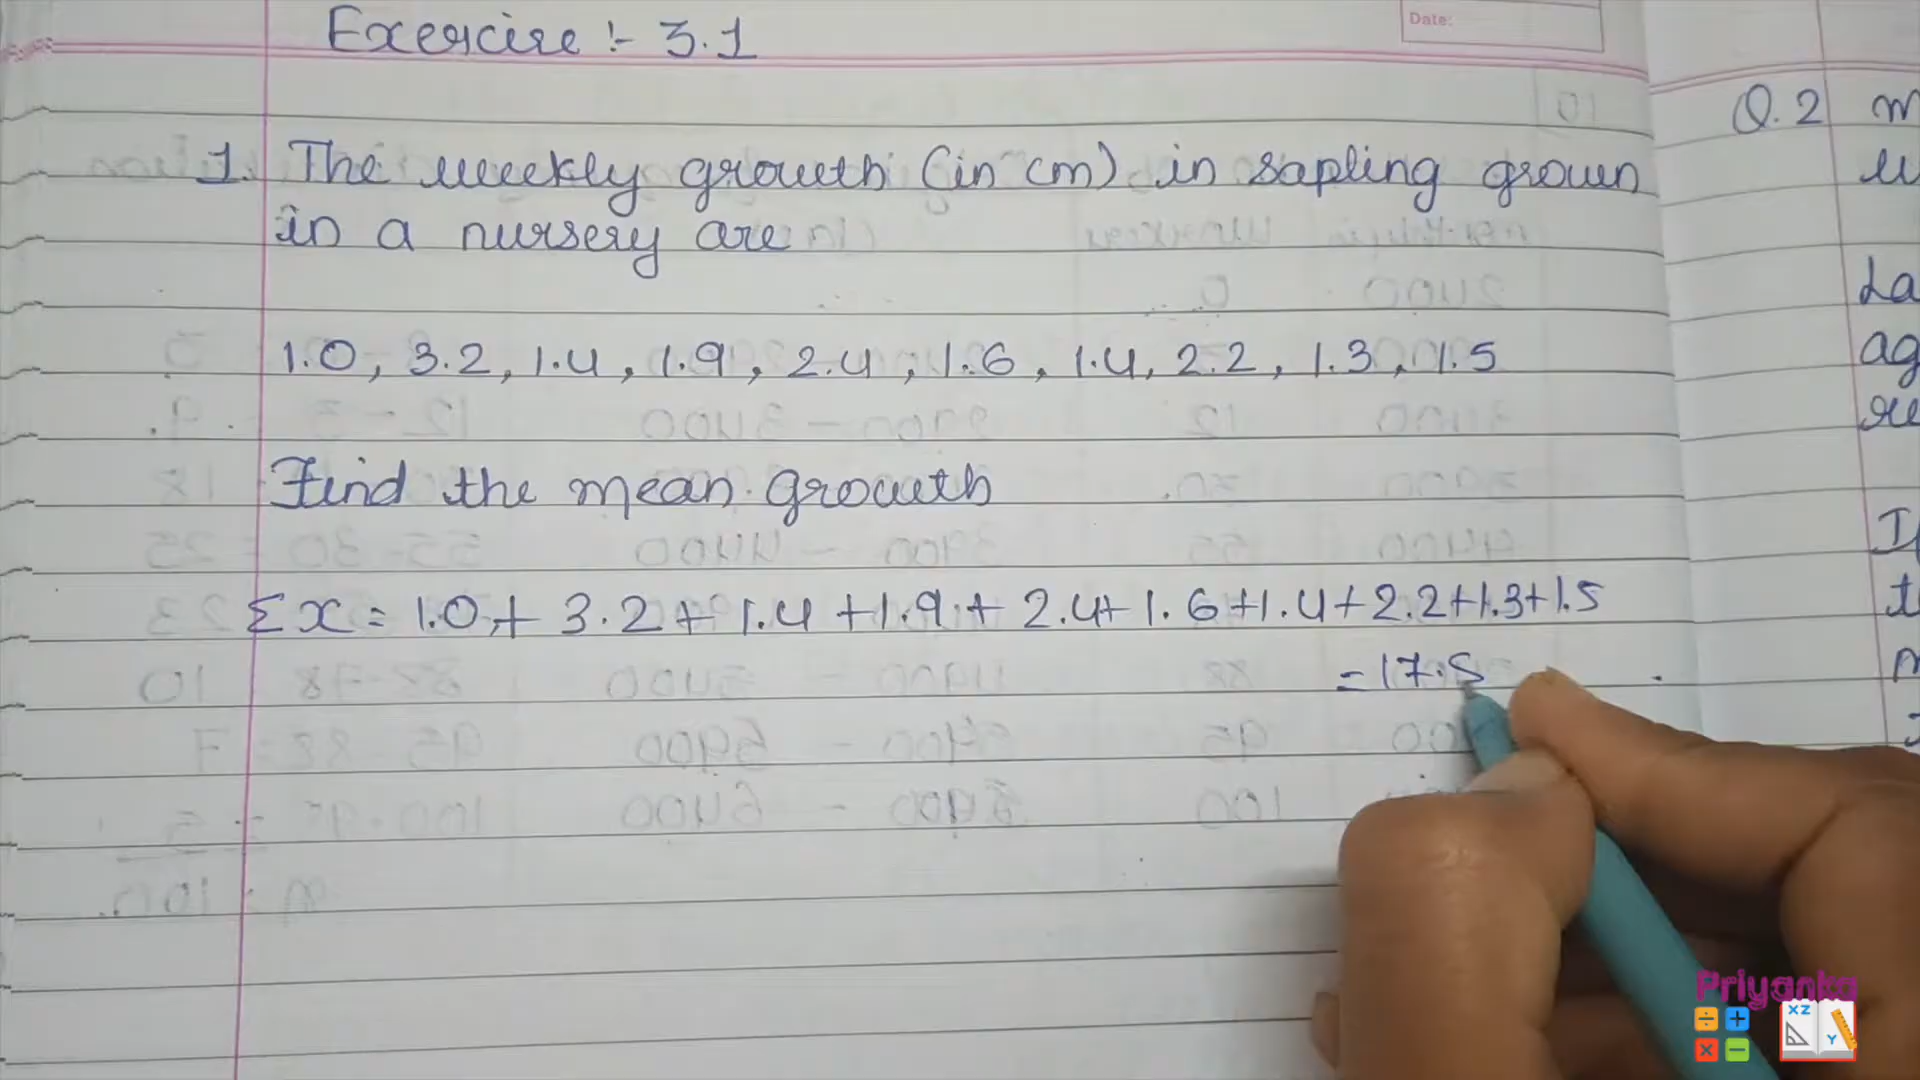 Exercise :- 3.1
Date:
1. The weekly growth (in cm) in sapling grown
in a nursery are
1.0, 3.2, 1.4, 1.9, 2.4, 1.6, 1.4, 2.2, 1.3, 1.5
Find the mean growth
Σx = 1.0 + 3.2 + 1.4 + 1.9 + 2.4 + 1.6 + 1.4 + 2.2 + 1.3 + 1.5
= 17.5
Q.2
La
ag
Priyanka
XZ
Y